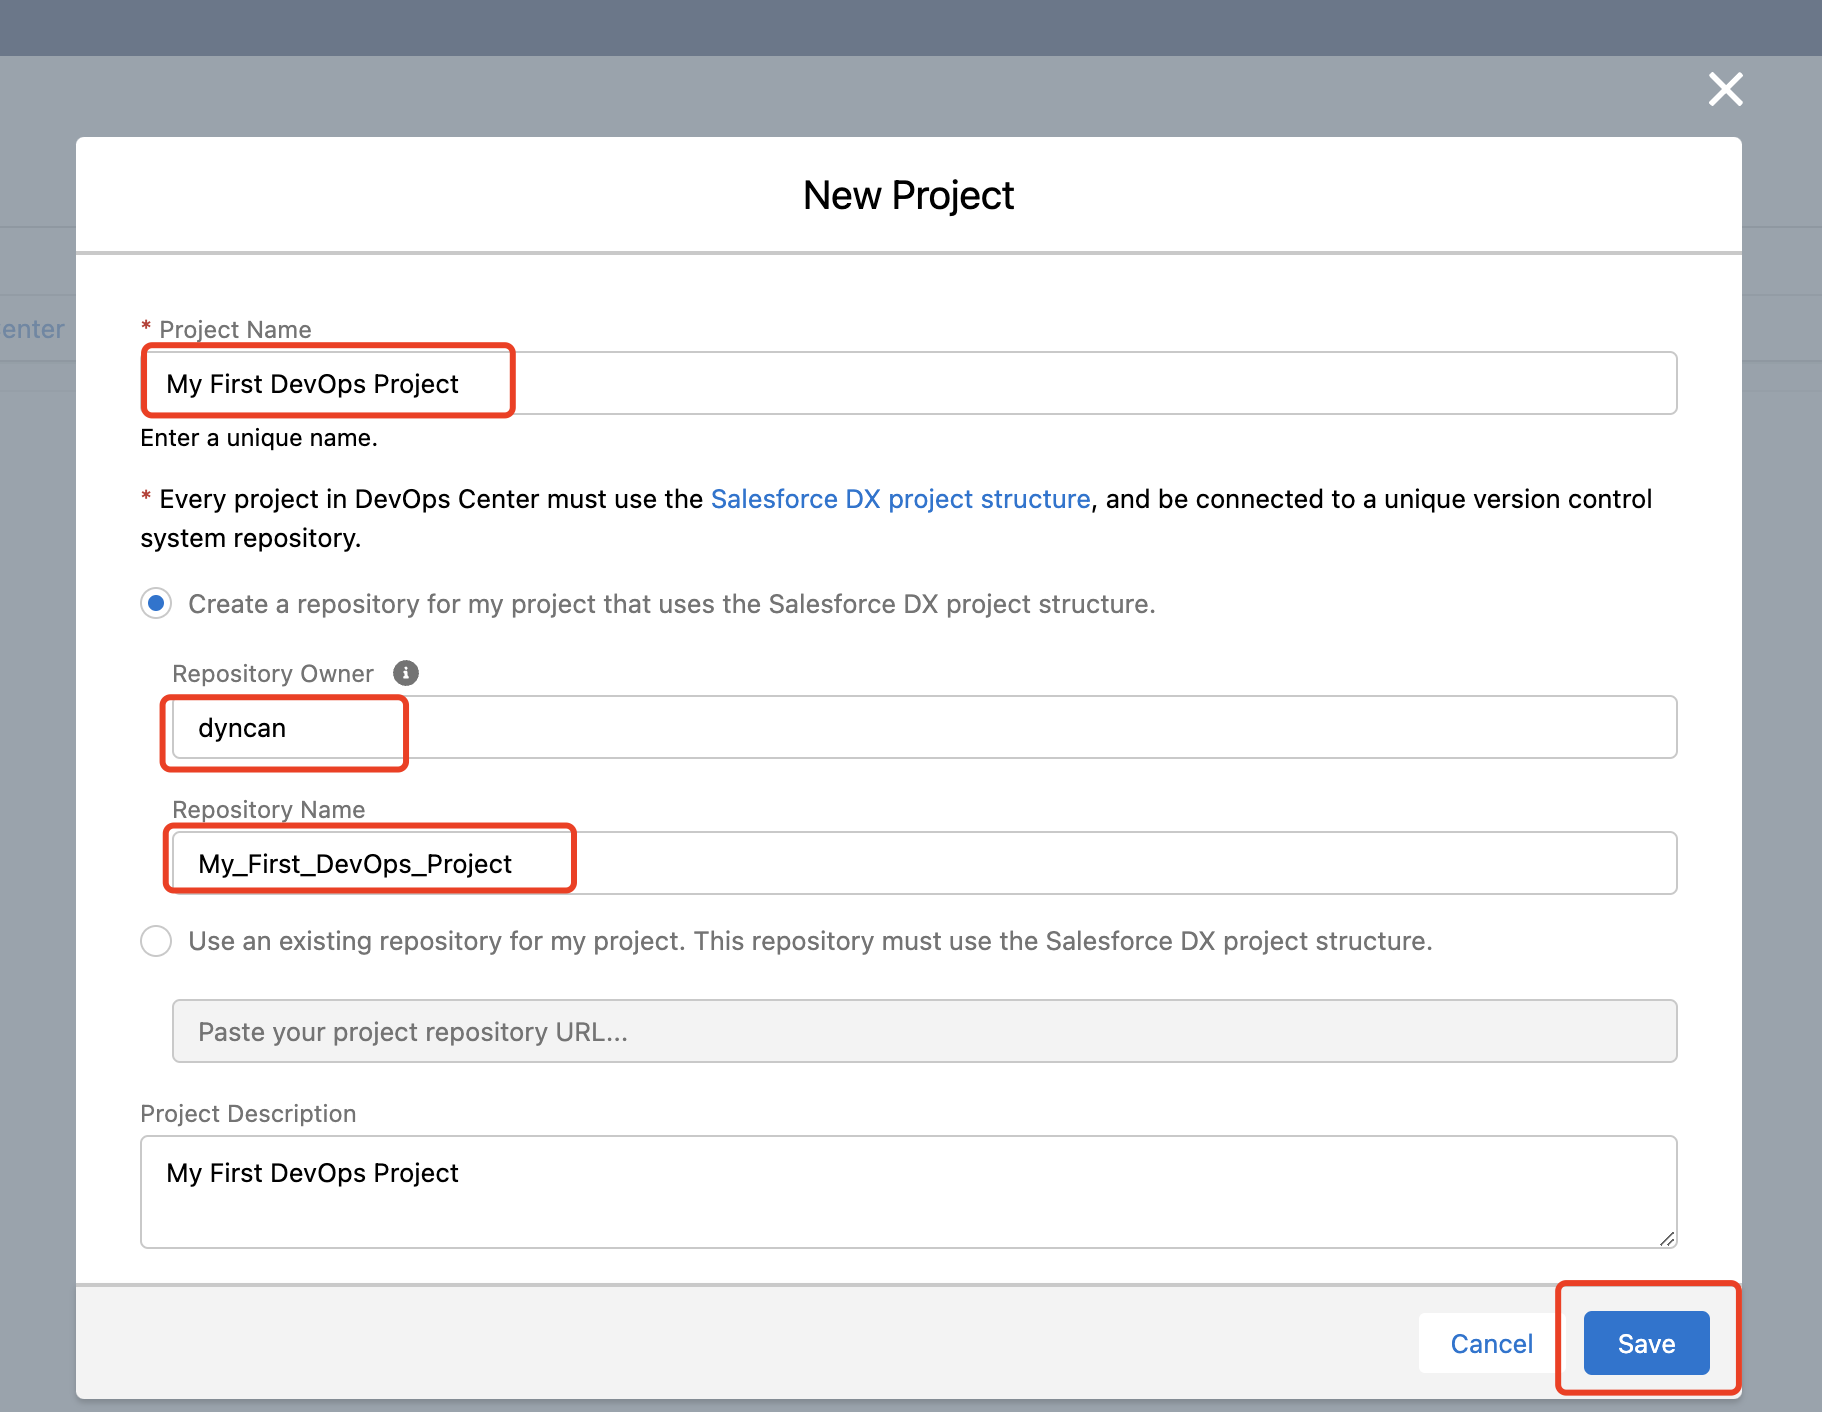 New Project
enter
* Project Name
My First DevOps Project
Enter a unique name.
* Every project in DevOps Center must use the Salesforce DX project structure, and be connected to a unique version control
system repository.
Create a repository for my project that uses the Salesforce DX project structure.
Repository Owner
dyncan
Repository Name
My_First_DevOps_Project
Use an existing repository for my project. This repository must use the Salesforce DX project structure.
Paste your project repository URL...
Project Description
My First DevOps Project
Cancel
Save